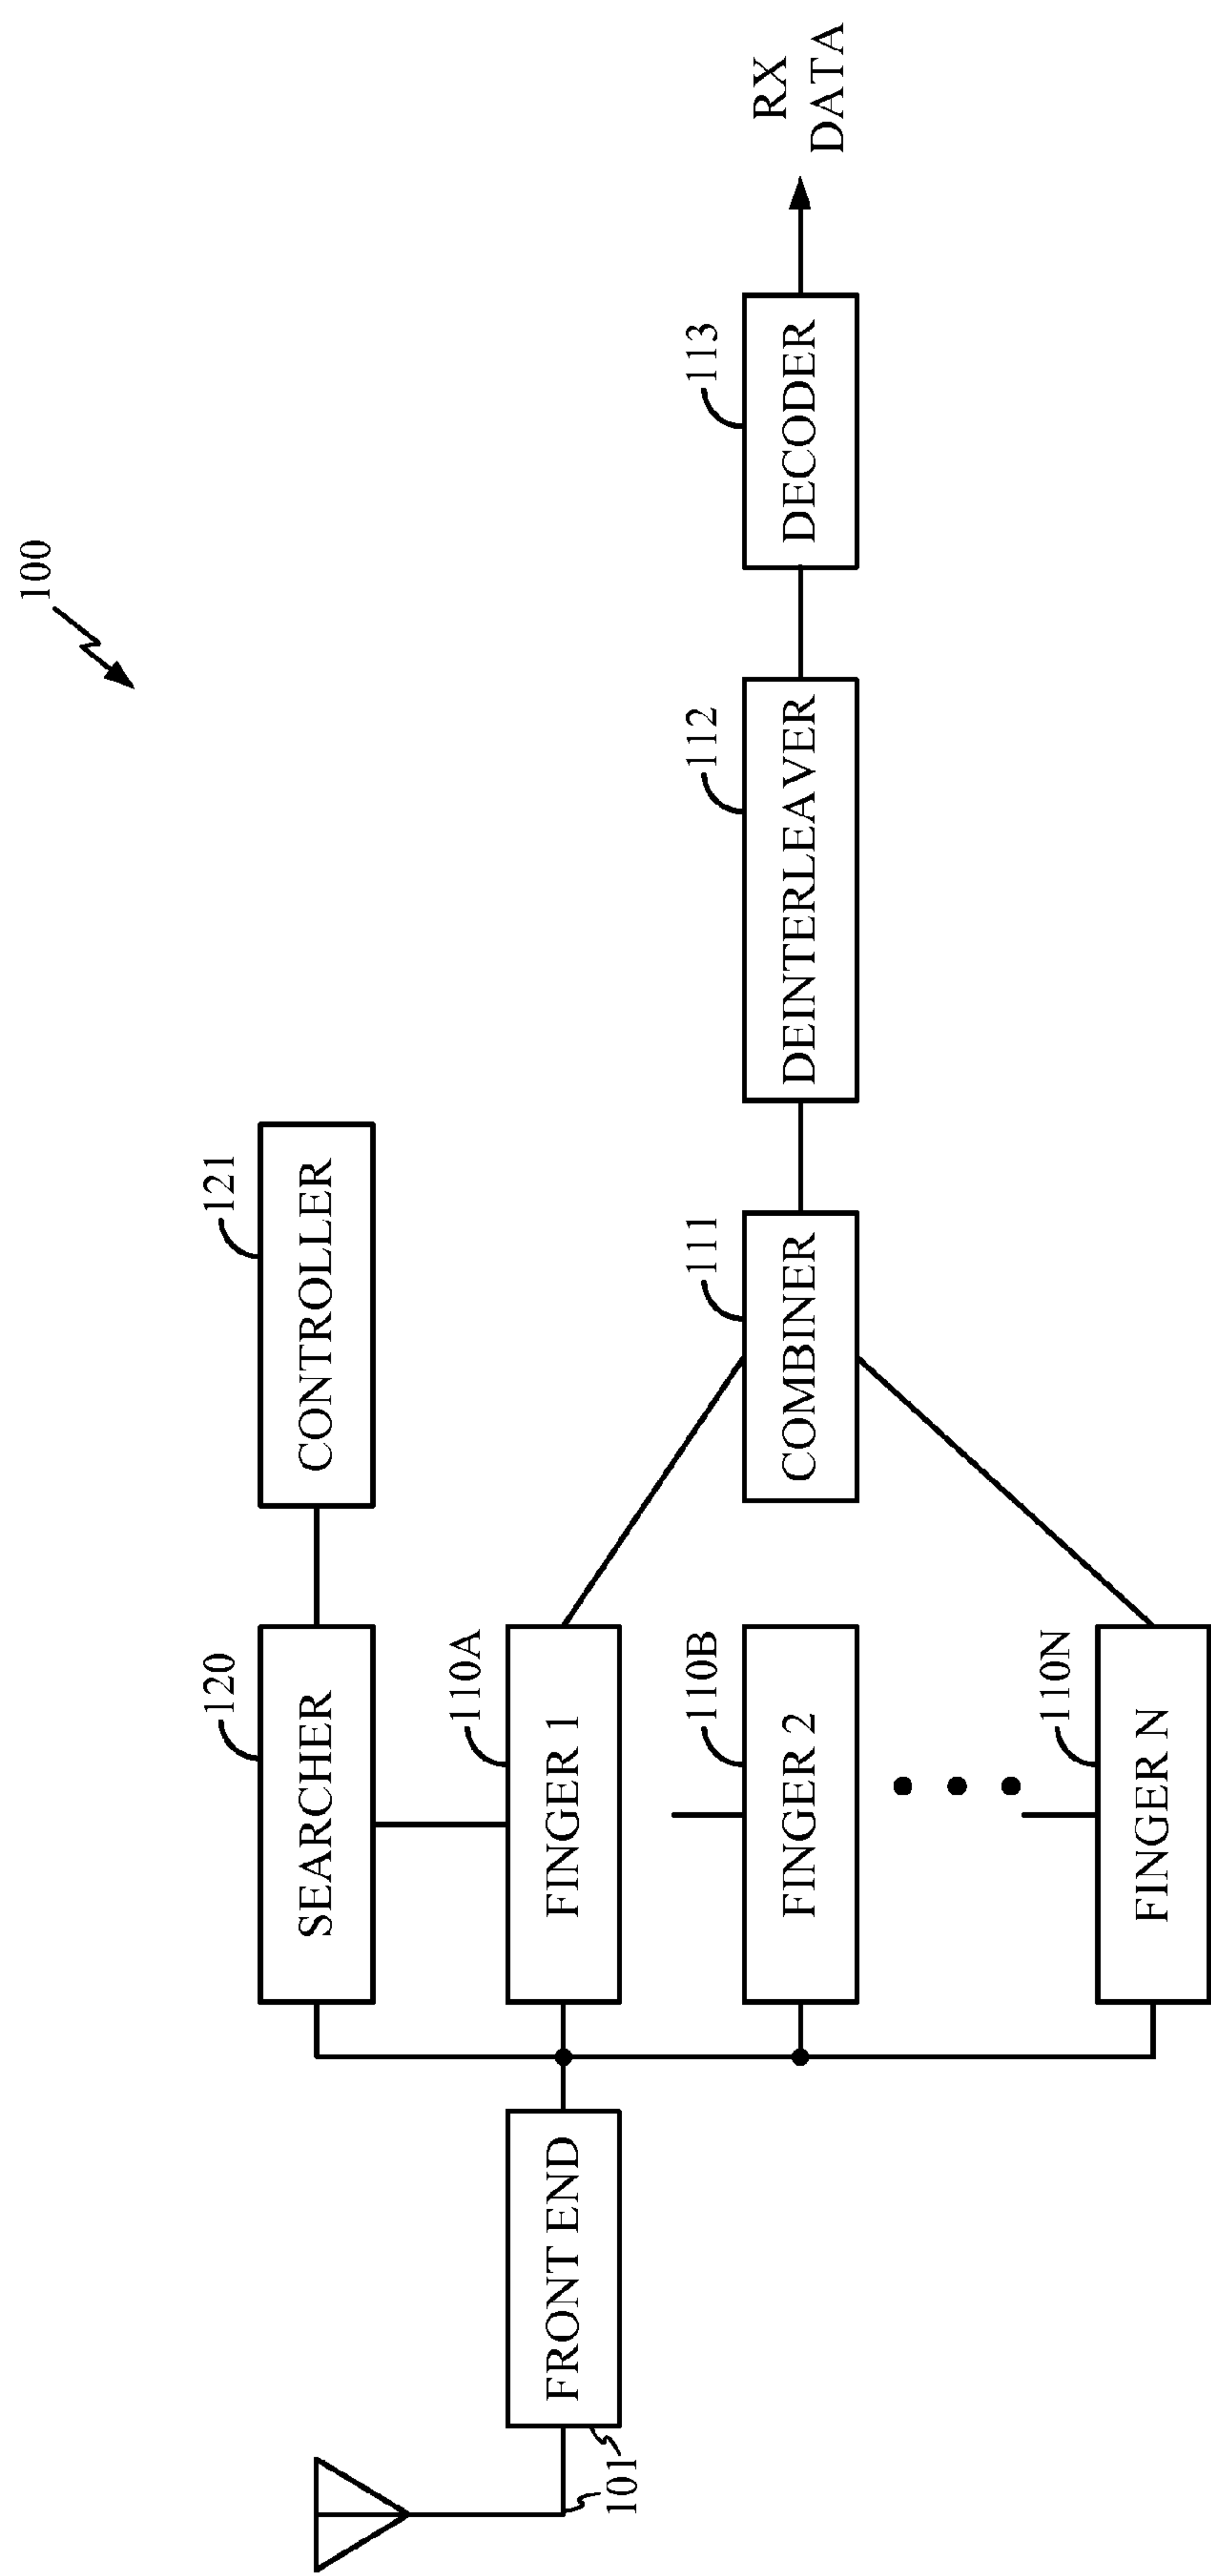 100
120
SEARCHER
121
CONTROLLER
101
FRONT END
110A
FINGER 1
110B
FINGER 2
110N
FINGER N
111
COMBINER
112
DEINTERLEAVER
113
DECODER
RX
DATA